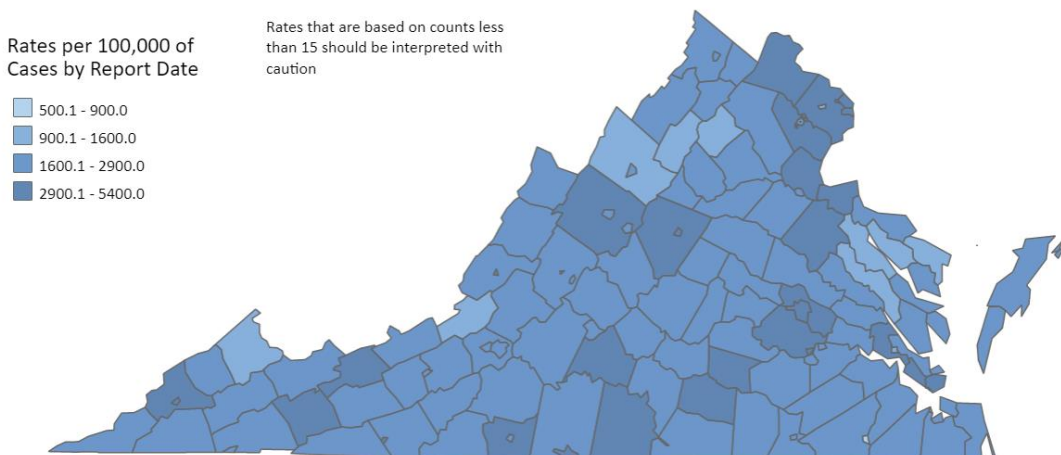 Rates per 100,000 of
Cases by Report Date
500.1 - 900.0
900.1 - 1600.0
1600.1 - 2900.0
2900.1 - 5400.0
Rates that are based on counts less
than 15 should be interpreted with
caution